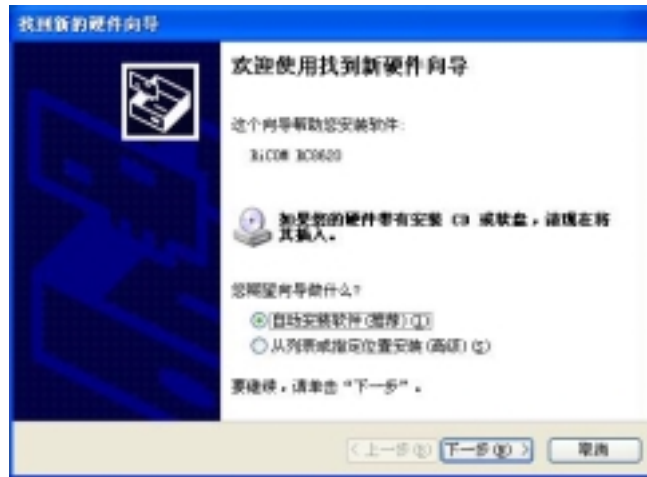 找到新的硬件向导
欢迎使用找到新硬件向导
这个向导帮助您安装软件:
如果您的硬件带有安装 CD 或软盘，请现在将
其插入。
您期望向导做什么?
自动安装软件(推荐)(I)
从列表或指定位置安装(高级)(S)
要继续，请单击“下一步”。
<上一步(B) 下一步(N) > 取消